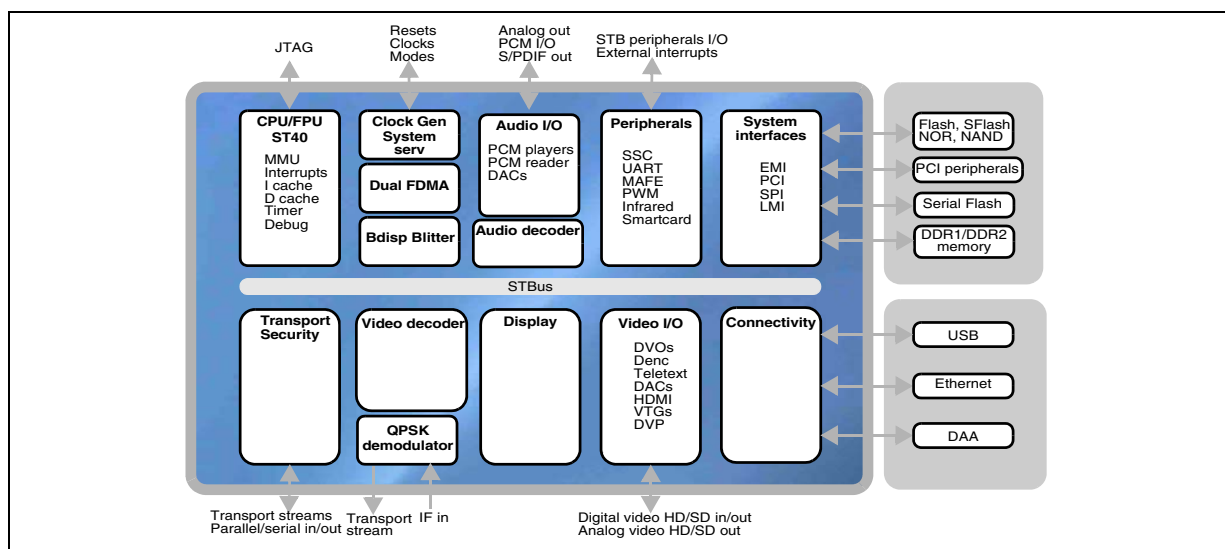 JTAG
Resets
Clocks
Modes
Analog out
PCM I/O
S/PDIF out
STB peripherals I/O
External interrupts
CPU/FPU
ST40
MMU
Interrupts
I cache
D cache
Timer
Debug
Clock Gen
System
serv
Dual FDMA
Bdisp Blitter
Audio I/O
PCM players
PCM reader
DACs
Audio decoder
Peripherals
SSC
UART
MAFE
PWM
Infrared
Smartcard
System
interfaces
EMI
PCI
SPI
LMI
Flash, SFlash
NOR, NAND
PCI peripherals
Serial Flash
DDR1/DDR2
memory
STBus
Transport
Security
Video decoder
QPSK
demodulator
Display
Video I/O
DVOs
Denc
Teletext
DACs
HDMI
VTGs
DVP
Connectivity
USB
Ethernet
DAA
Transport streams
Parallel/serial in/out
Transport
stream
IF in
Digital video HD/SD in/out
Analog video HD/SD out